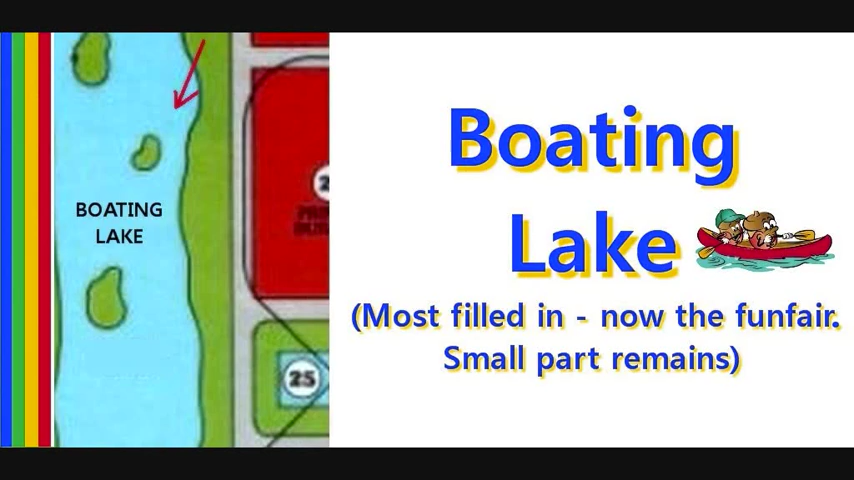 BOATING
LAKE
25
Boating
Lake
(Most filled in - now the funfair.
Small part remains)